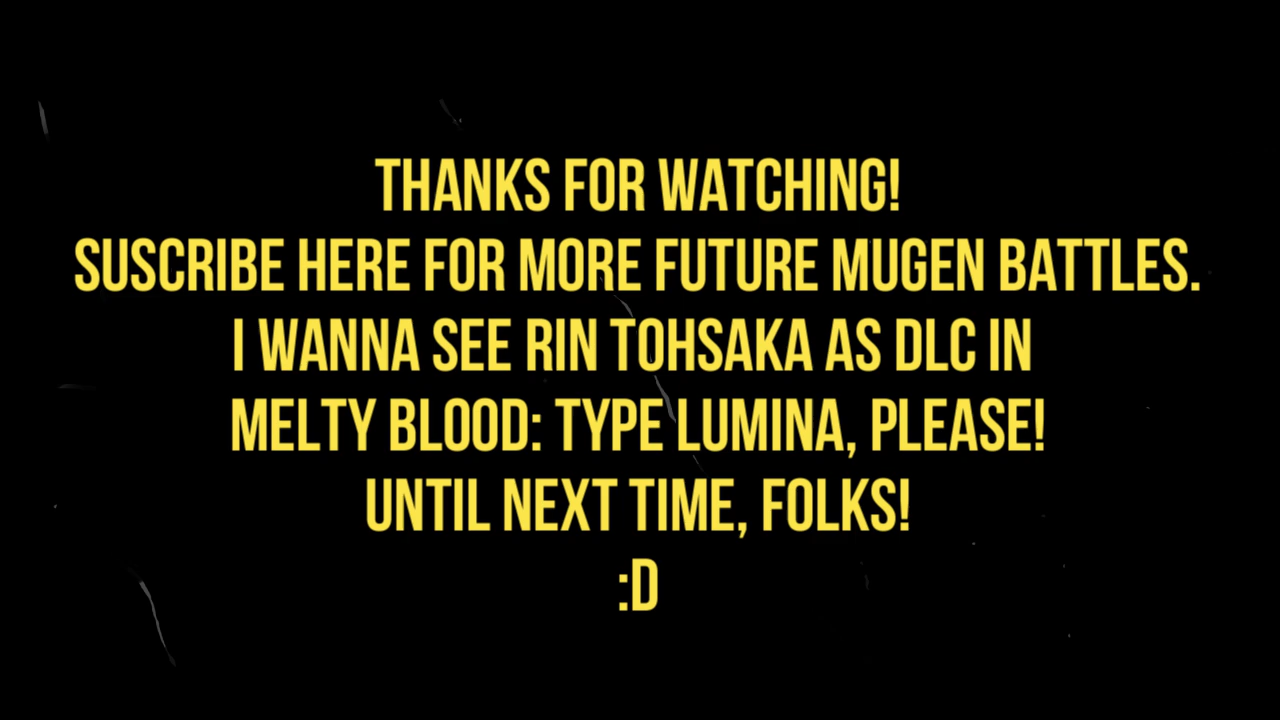 THANKS FOR WATCHING!
SUSCRIBE HERE FOR MORE FUTURE MUGEN BATTLES.
I WANNA SEE RIN TOHSAKA AS DLC IN
MELTY BLOOD: TYPE LUMINA, PLEASE!
UNTIL NEXT TIME, FOLKS!
:D